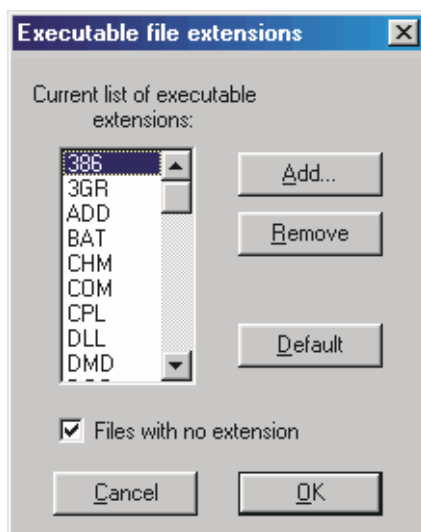 Executable file extensions
Current list of executable
extensions:
386
3GR
ADD
BAT
CHM
COM
CPL
DLL
DMD
Add...
Remove
Default
Files with no extension
Cancel
OK